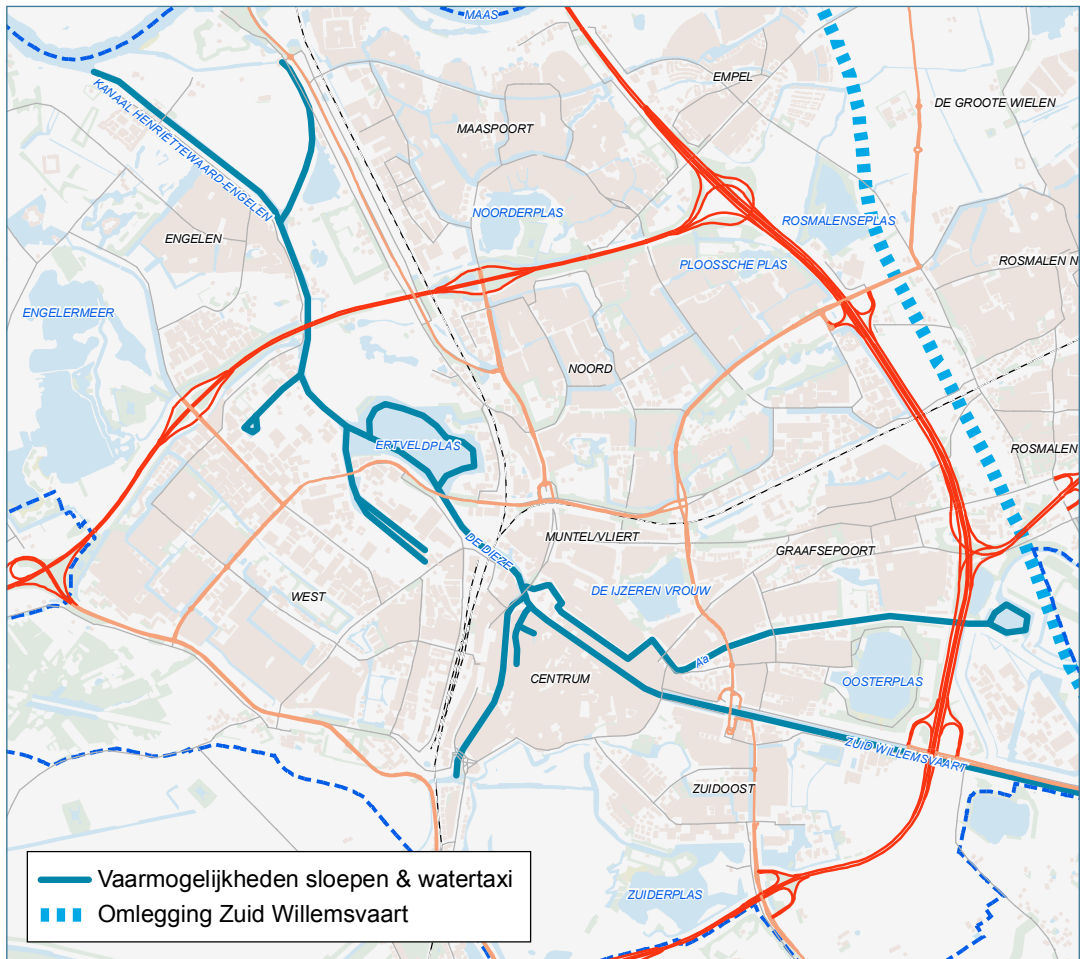 MAAS
EMPEL
KANAAL HENRIËTTEWAARD-ENGELEN
DE GROOTE WIELEN
MAASPOORT
NOORDERPLAS
ROSMALENSEPLAS
ENGELEN
PLOOSSCHE PLAS
ROSMALEN N
ENGELERMEER
NOORD
ERTVELDPLAS
ROSMALEN
DE DIEZE
MUNTEL/VLIERT
GRAAFSEPOORT
WEST
DE IJZEREN VROUW
Aa
CENTRUM
OOSTERPLAS
ZUID WILLEMSVAART
ZUIDOOST
ZUIDERPLAS
Vaarmogelijkheden sloepen & watertaxi
Omlegging Zuid Willemsvaart